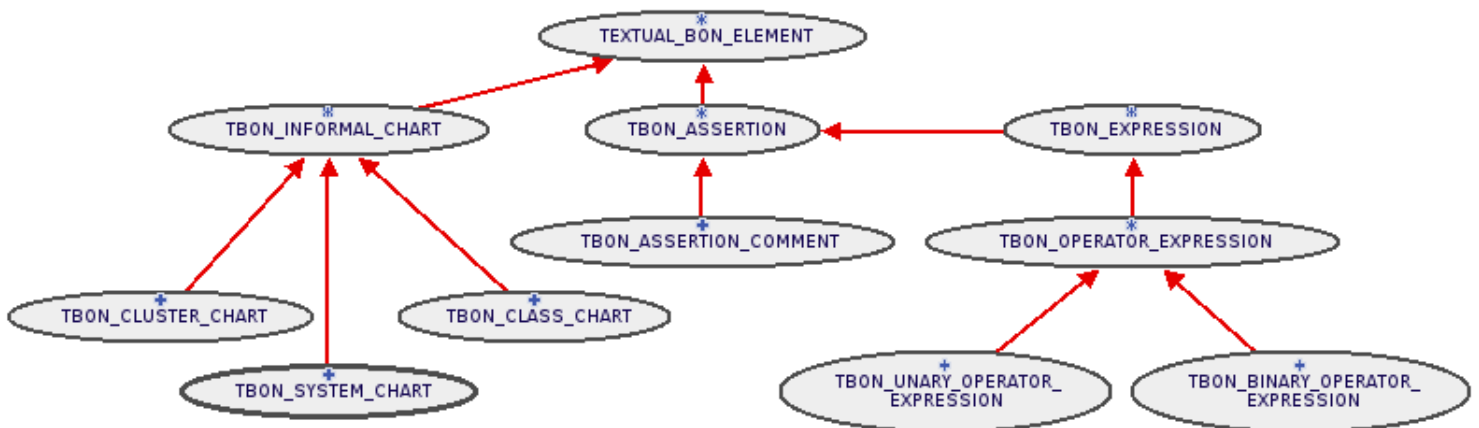 *
TEXTUAL_BON_ELEMENT
*
TBON_INFORMAL_CHART
*
TBON_ASSERTION
*
TBON_EXPRESSION
+
TBON_ASSERTION_COMMENT
*
TBON_OPERATOR_EXPRESSION
+
TBON_CLUSTER_CHART
+
TBON_CLASS_CHART
+
TBON_SYSTEM_CHART
+
TBON_UNARY_OPERATOR_
EXPRESSION
+
TBON_BINARY_OPERATOR_
EXPRESSION